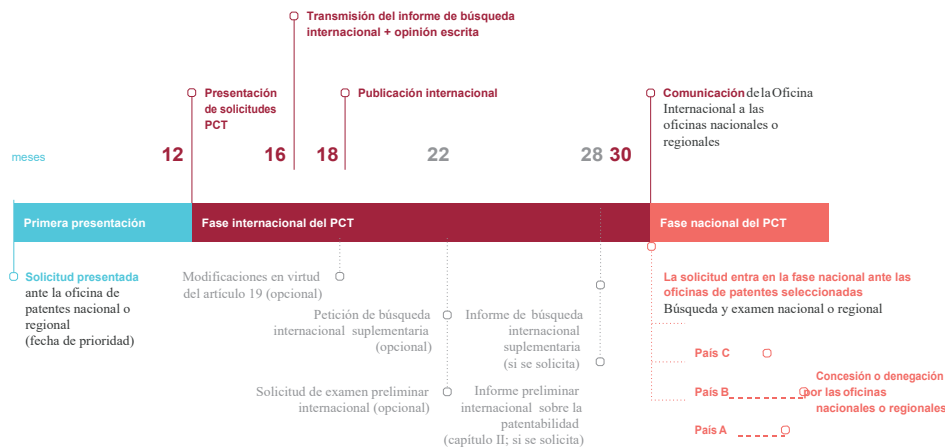 Transmisión del informe de búsqueda
internacional + opinión escrita
Presentación
de solicitudes
PCT
Publicación internacional
Comunicación de la Oficina
Internacional a las
oficinas nacionales o
regionales
meses
12
16
18
22
28
30
Primera presentación
Fase internacional del PCT
Fase nacional del PCT
Solicitud presentada
ante la oficina de
patentes nacional o
regional
(fecha de prioridad)
Modificaciones en virtud
del artículo 19 (opcional)
Petición de búsqueda
internacional suplementaria
(opcional)
Solicitud de examen preliminar
internacional (opcional)
Informe de búsqueda
internacional
suplementaria
(si se solicita)
Informe preliminar
internacional sobre la
patentabilidad
(capítulo II; si se solicita)
La solicitud entra en la fase nacional ante las
oficinas de patentes seleccionadas
Búsqueda y examen nacional o regional
País C
País B
País A
Concesión o denegación
por las oficinas
nacionales o regionales